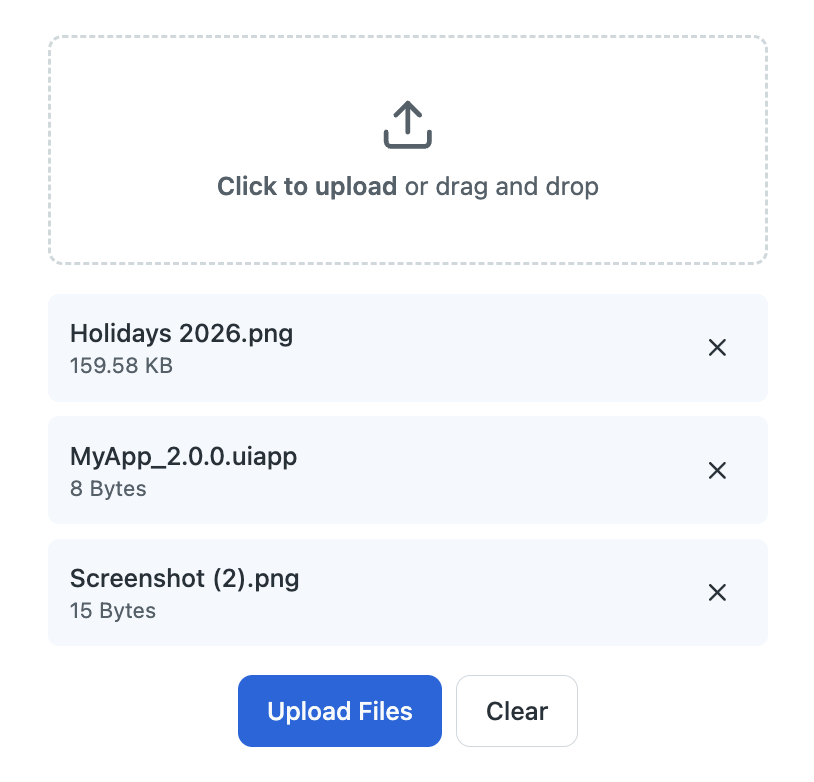 Click to upload or drag and drop
Holidays 2026.png
159.58 KB
MyApp_2.0.0.uiapp
8 Bytes
Screenshot (2).png
15 Bytes
Upload Files
Clear